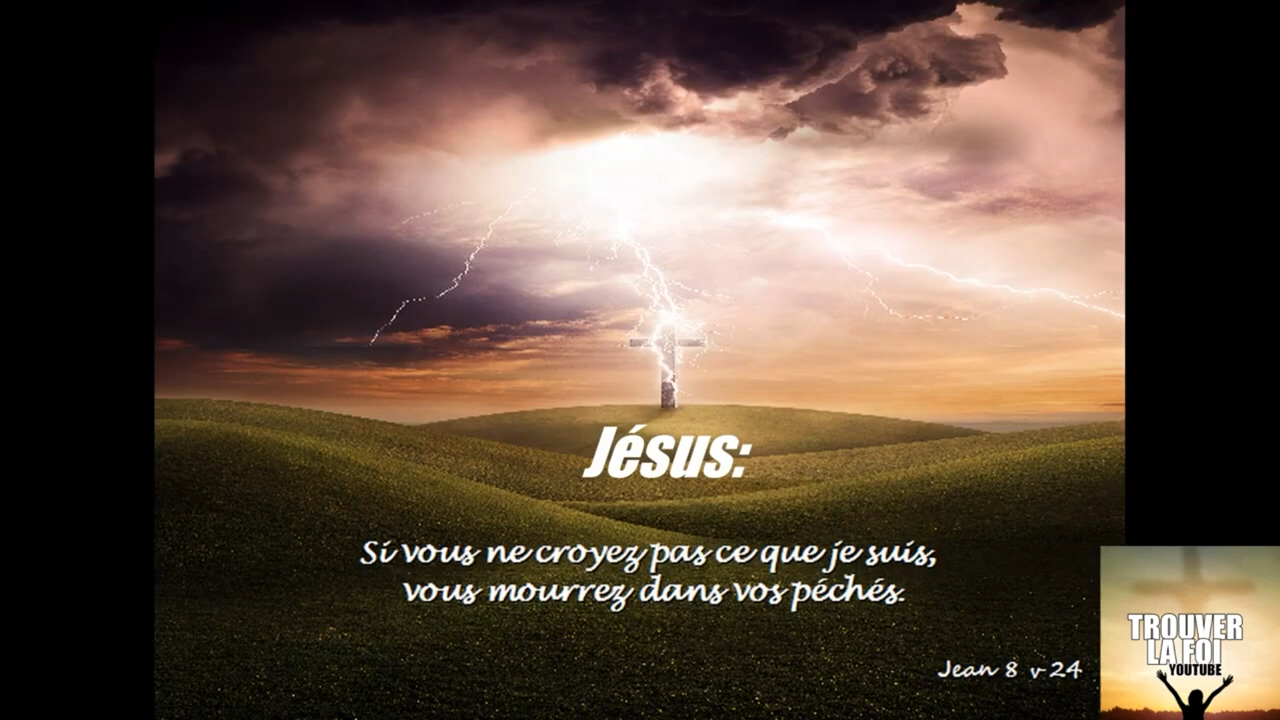 Jésus:
Si vous ne croyez pas ce que je suis,
vous mourrez dans vos péchés.
Jean 8 v 24
TROUVER
LA FOI
YOUTUBE